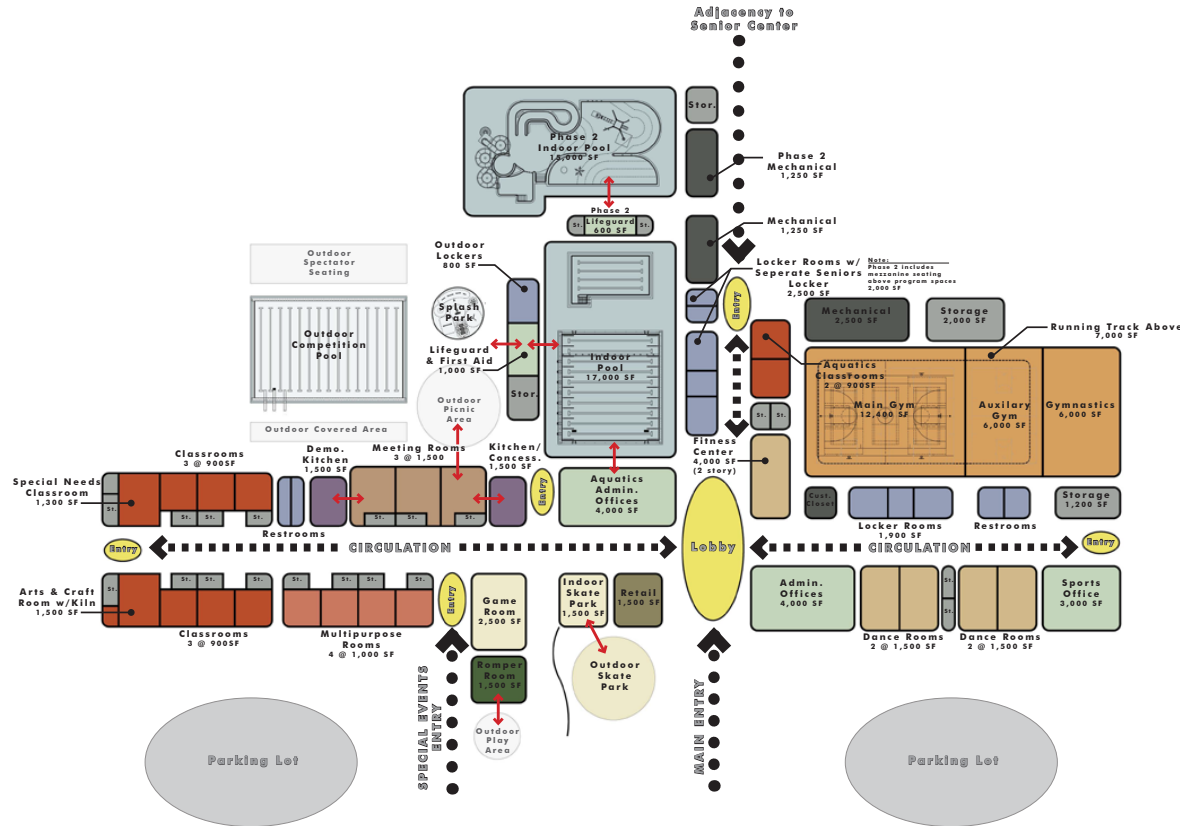 Adjacency to
Senior Center
Stor.
Phase 2
Indoor Pool
15,000 SF
Phase 2
Mechanical
1,250 SF
Phase 2
St.
Lifeguard
600 SF
St.
Mechanical
1,250 SF
Outdoor
Spectator
Seating
Outdoor
Lockers
800 SF
Locker Rooms w/
Seperate Seniors
Locker
2,500 SF
Note:
Phase 2 includes
mezzanine seating
above program spaces
2,000 SF
Entry
Splash
Park
Outdoor
Competition
Pool
Mechanical
2,500 SF
Storage
2,000 SF
Running Track Above
7,000 SF
Lifeguard
& First Aid
1,000 SF
Indoor
Pool
17,000 SF
Aquatics
Classrooms
2 @ 900SF
Stor.
Outdoor
Picnic
Area
Main Gym
12,400 SF
Auxilary
Gym
6,000 SF
Gymnastics
6,000 SF
St.
St.
Outdoor Covered Area
Classrooms
3 @ 900SF
Demo.
Kitchen
1,500 SF
Meeting Rooms
3 @ 1,500
Kitchen/
Concess.
1,500 SF
Fitness
Center
4,000 SF
(2 story)
Special Needs
Classroom
1,300 SF
St.
St.
St.
St.
St.
Restrooms
St.
St.
St.
Entry
Aquatics
Admin.
Offices
4,000 SF
Cust.
Closet
Locker Rooms
1,900 SF
Restrooms
Storage
1,200 SF
Entry
CIRCULATION
Lobby
CIRCULATION
Entry
Arts & Craft
Room w/Kiln
1,500 SF
St.
St.
St.
St.
St.
St.
St.
St.
Classrooms
3 @ 900SF
Multipurpose
Rooms
4 @ 1,000 SF
Entry
Game
Room
2,500 SF
Indoor
Skate
Park
1,500 SF
Retail
1,500 SF
Admin.
Offices
4,000 SF
St.
St.
Dance Rooms
2 @ 1,500 SF
Dance Rooms
2 @ 1,500 SF
Sports
Office
3,000 SF
Romper
Room
1,500 SF
Outdoor
Skate
Park
Outdoor
Play
Area
SPECIAL EVENTS
ENTRY
MAIN ENTRY
Parking Lot
Parking Lot